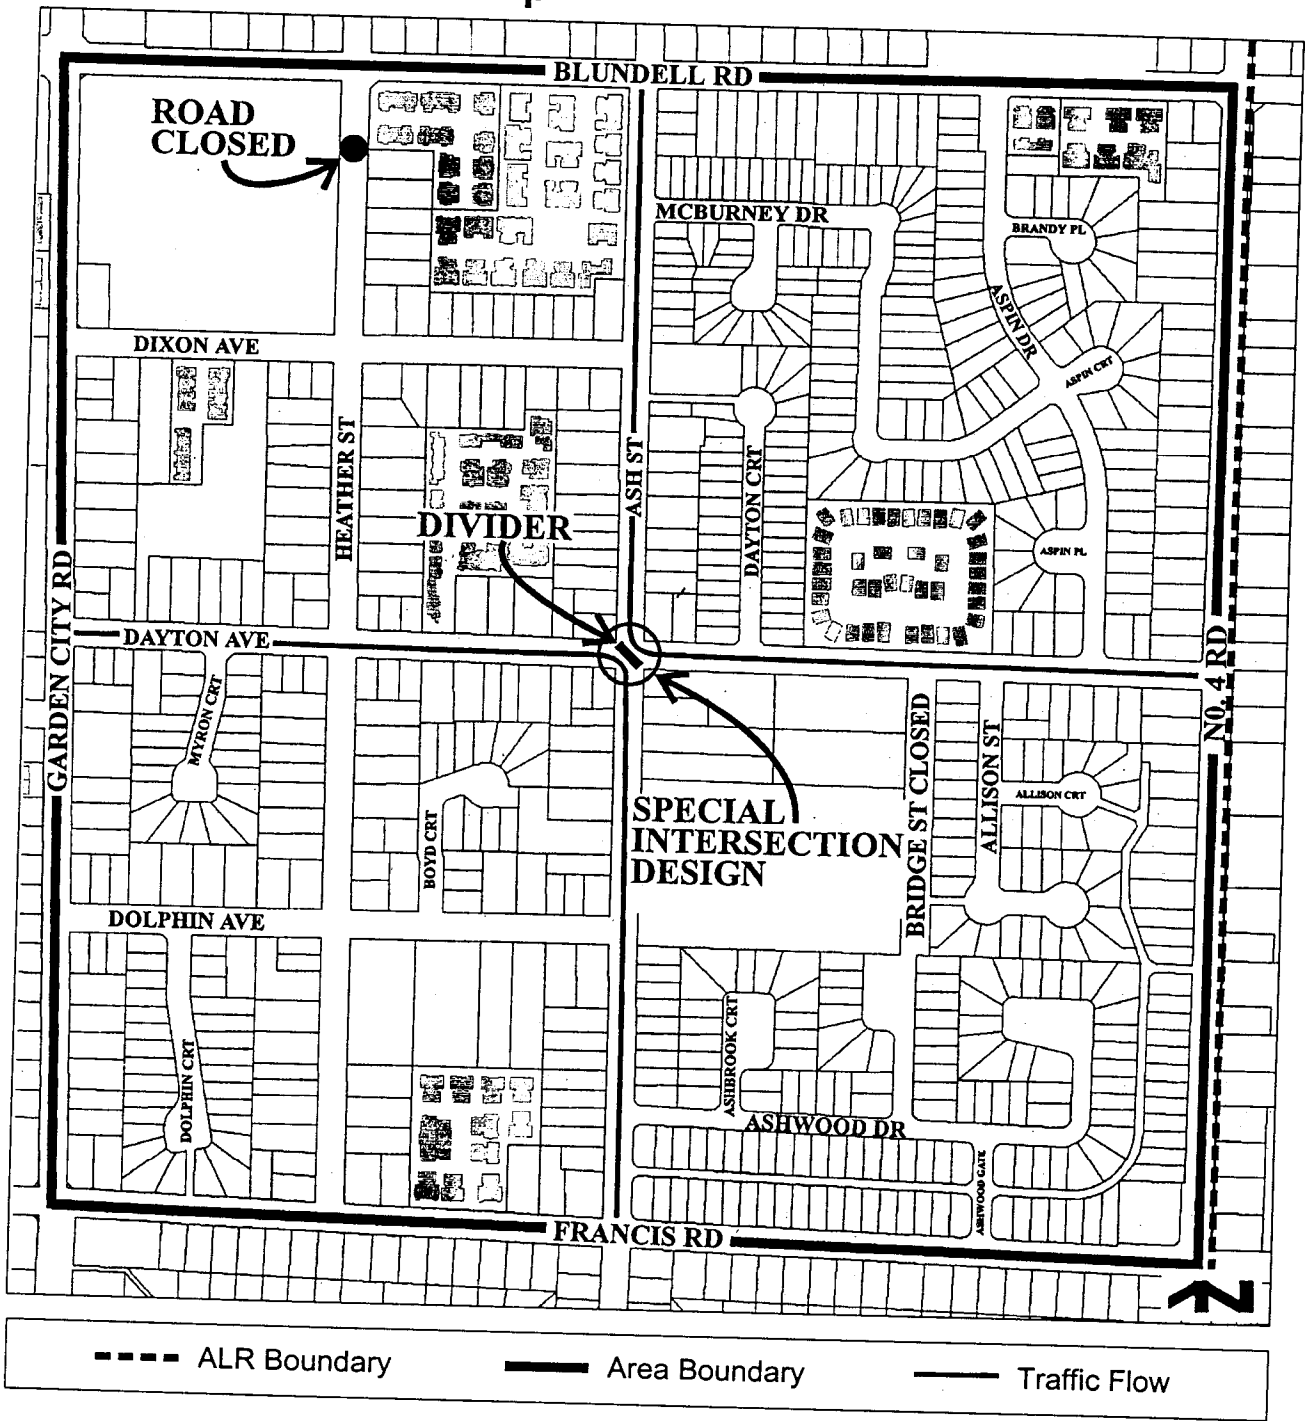 BLUNDELL RD
ROAD
CLOSED
MCBURNEY DR
BRANDY PL
ASPIN DR
ASPIN CRT
DIXON AVE
HEATHER ST
ASH ST
DAYTON CRT
DIVIDER
ASPIN PL
GARDEN CITY RD
DAYTON AVE
NO. 4 RD
MYRON CRT
BOYD CRT
SPECIAL
INTERSECTION
DESIGN
BRIDGE ST CLOSED
ALLISON ST
ALLISON CRT
DOLPHIN AVE
DOLPHIN CRT
ASHBROOK CRT
ASHWOOD DR
ASHWOOD GATE
FRANCIS RD
N
ALR Boundary
Area Boundary
Traffic Flow